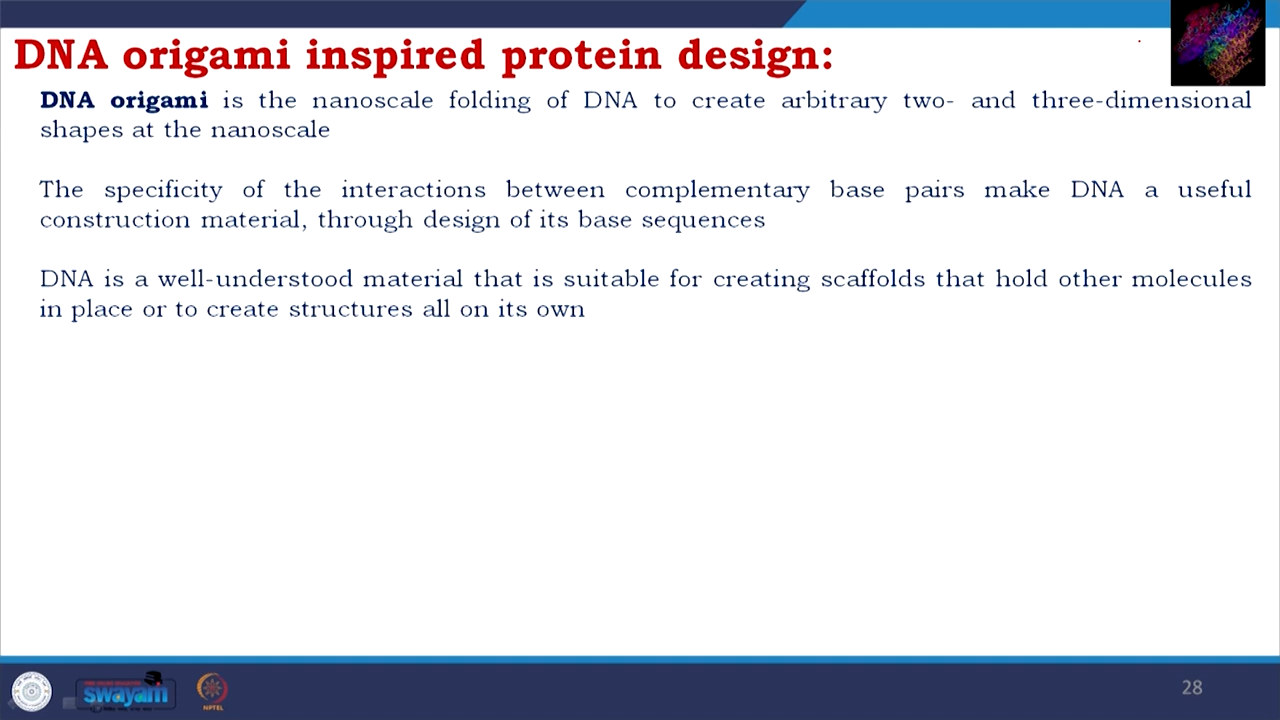 DNA origami inspired protein design:
DNA origami is the nanoscale folding of DNA to create arbitrary two- and three-dimensional
shapes at the nanoscale
The specificity of the interactions between complementary base pairs make DNA a useful
construction material, through design of its base sequences
DNA is a well-understood material that is suitable for creating scaffolds that hold other molecules
in place or to create structures all on its own
swayam
NPTEL
28